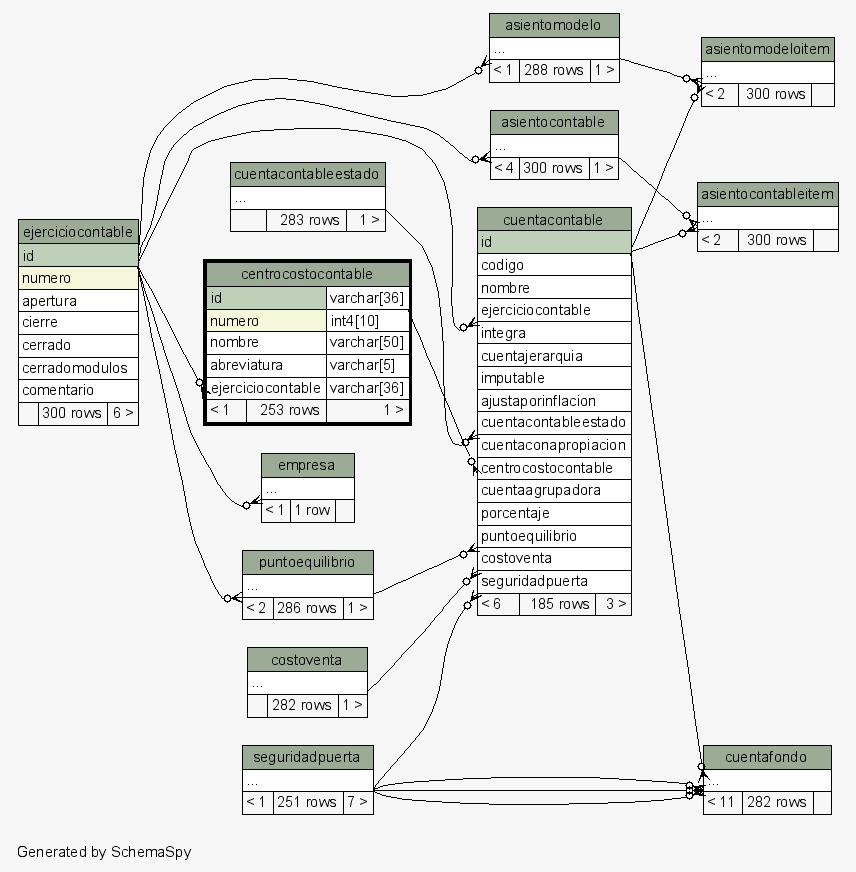 asientomodelo
...
< 1 288 rows 1 >
asientomodeloitem
...
< 2 300 rows
asientocontable
...
< 4 300 rows 1 >
cuentacontableestado
...
283 rows 1 >
asientocontableitem
...
< 2 300 rows
ejerciciocontable
id
numero
apertura
cierre
cerrado
cerradomodulos
comentario
300 rows 6 >
centrocostocontable
id varchar[36]
numero int4[10]
nombre varchar[50]
abreviatura varchar[5]
ejerciciocontable varchar[36]
< 1 253 rows 1 >
cuentacontable
id
codigo
nombre
ejerciciocontable
integra
cuentajerarquia
imputable
ajustaporinflacion
cuentacontableestado
cuentaconapropiacion
centrocostocontable
cuentaagrupadora
porcentaje
puntoequilibrio
costoventa
seguridadpuerta
< 6 185 rows 3 >
empresa
...
< 1 1 row
puntoequilibrio
...
< 2 286 rows 1 >
costoventa
...
282 rows 1 >
seguridadpuerta
...
< 1 251 rows 7 >
cuentafondo
...
< 11 282 rows
Generated by SchemaSpy